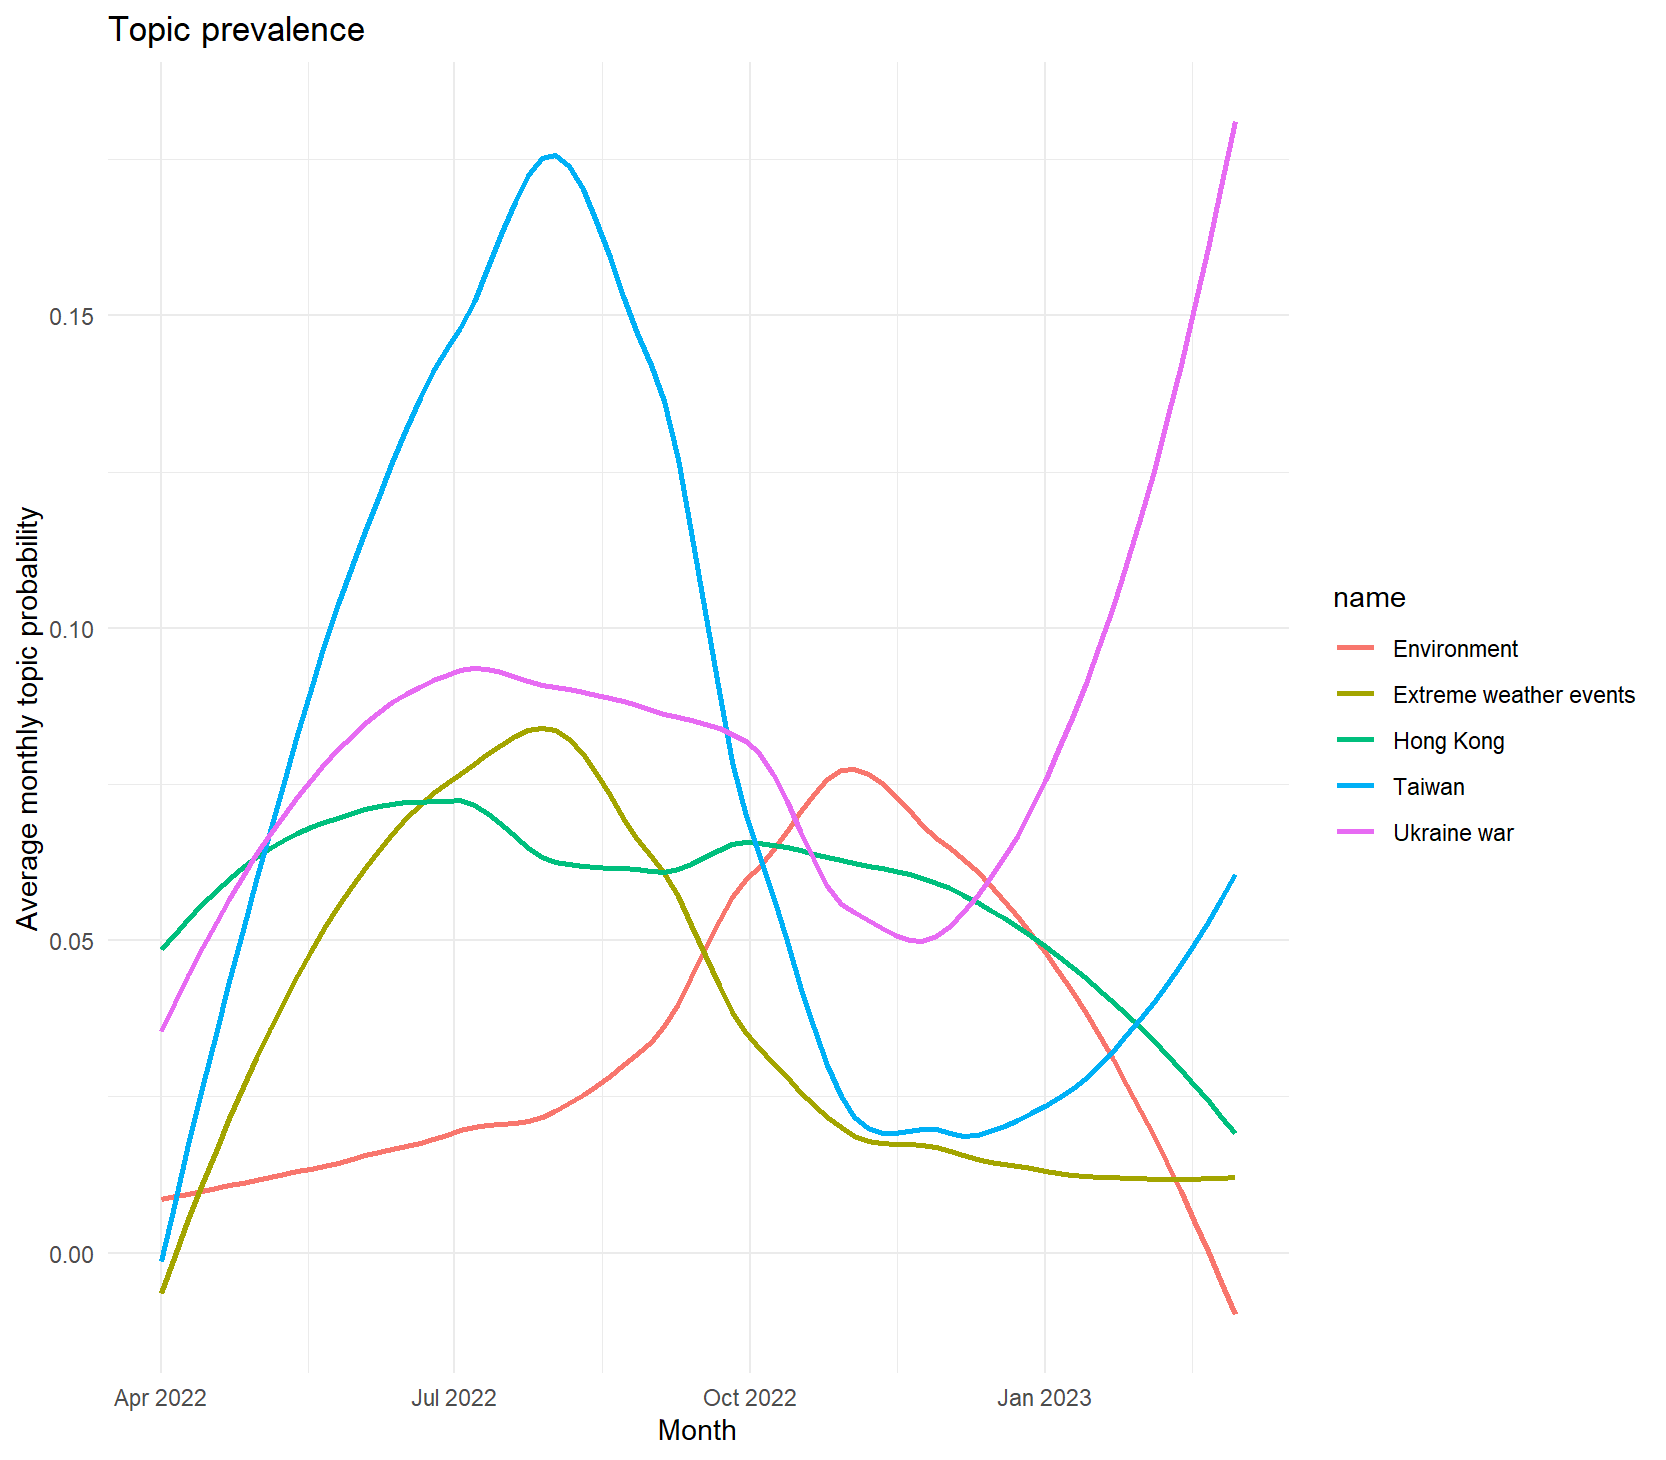 Topic prevalence
Average monthly topic probability
0.15
0.10
0.05
0.00
Apr 2022
Jul 2022
Oct 2022
Jan 2023
Month
name
Environment
Extreme weather events
Hong Kong
Taiwan
Ukraine war